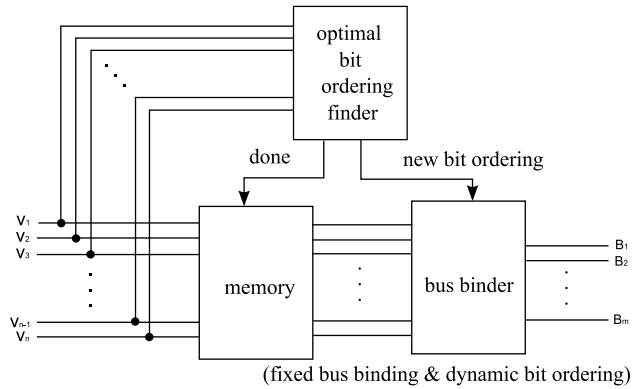 optimal
bit
ordering
finder
done
new bit ordering
V₁
V₂
V₃
Vₙ₋₁
Vₙ
memory
bus binder
B₁
B₂
Bₘ
(fixed bus binding & dynamic bit ordering)